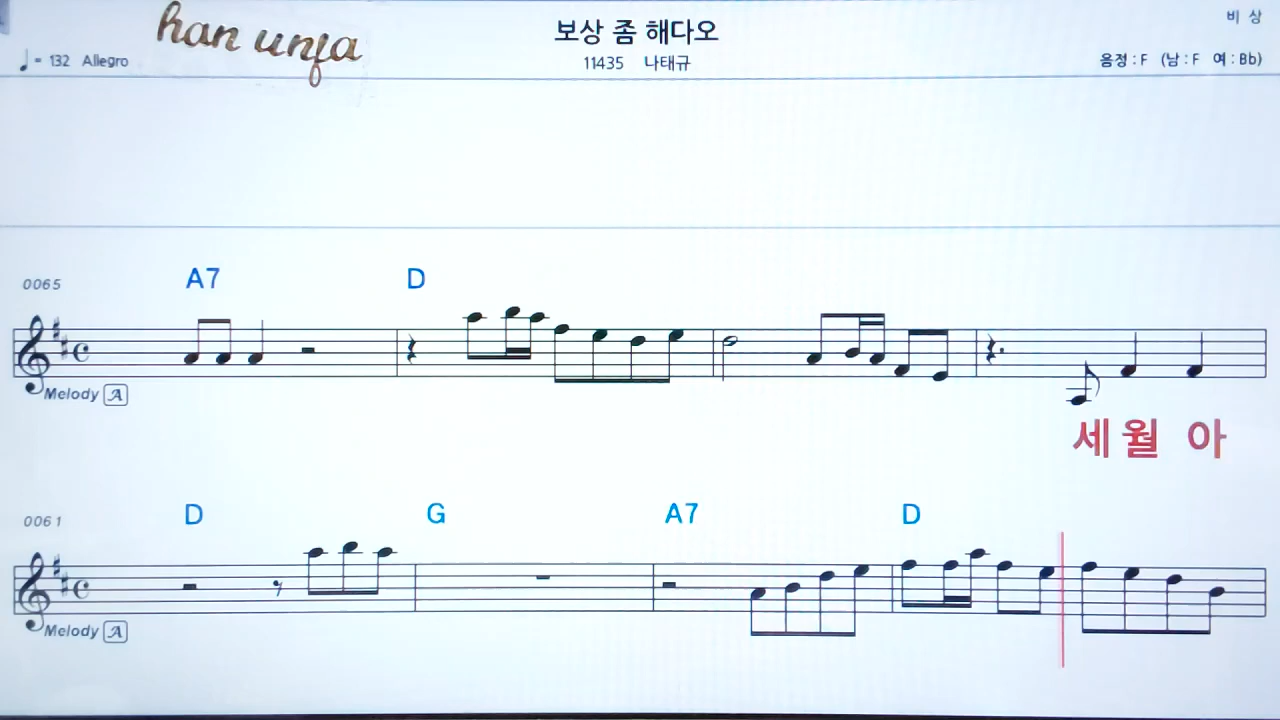 han unfa
보상 좀 해다오
비 상
♩= 132 Allegro
11435 나태규
음정 : F (남 : F 여 : Bb)
0065 A7 D
Melody A
세 월 아
0061 D G A7 D
Melody A